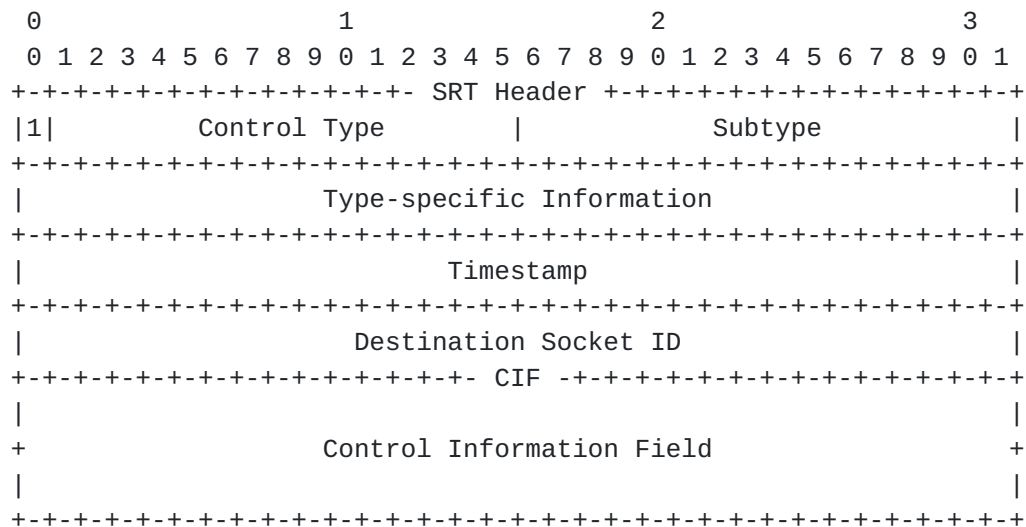 0                   1                   2                   3
 0 1 2 3 4 5 6 7 8 9 0 1 2 3 4 5 6 7 8 9 0 1 2 3 4 5 6 7 8 9 0 1
+-+-+-+-+-+-+-+-+-+-+-+-+- SRT Header +-+-+-+-+-+-+-+-+-+-+-+-+-+
|1|         Control Type        |            Subtype            |
+-+-+-+-+-+-+-+-+-+-+-+-+-+-+-+-+-+-+-+-+-+-+-+-+-+-+-+-+-+-+-+-+
|                   Type-specific Information                   |
+-+-+-+-+-+-+-+-+-+-+-+-+-+-+-+-+-+-+-+-+-+-+-+-+-+-+-+-+-+-+-+-+
|                           Timestamp                           |
+-+-+-+-+-+-+-+-+-+-+-+-+-+-+-+-+-+-+-+-+-+-+-+-+-+-+-+-+-+-+-+-+
|                     Destination Socket ID                     |
+-+-+-+-+-+-+-+-+-+-+-+-+-+-+- CIF -+-+-+-+-+-+-+-+-+-+-+-+-+-+-+
|                                                               |
+                   Control Information Field                   +
|                                                               |
+-+-+-+-+-+-+-+-+-+-+-+-+-+-+-+-+-+-+-+-+-+-+-+-+-+-+-+-+-+-+-+-+